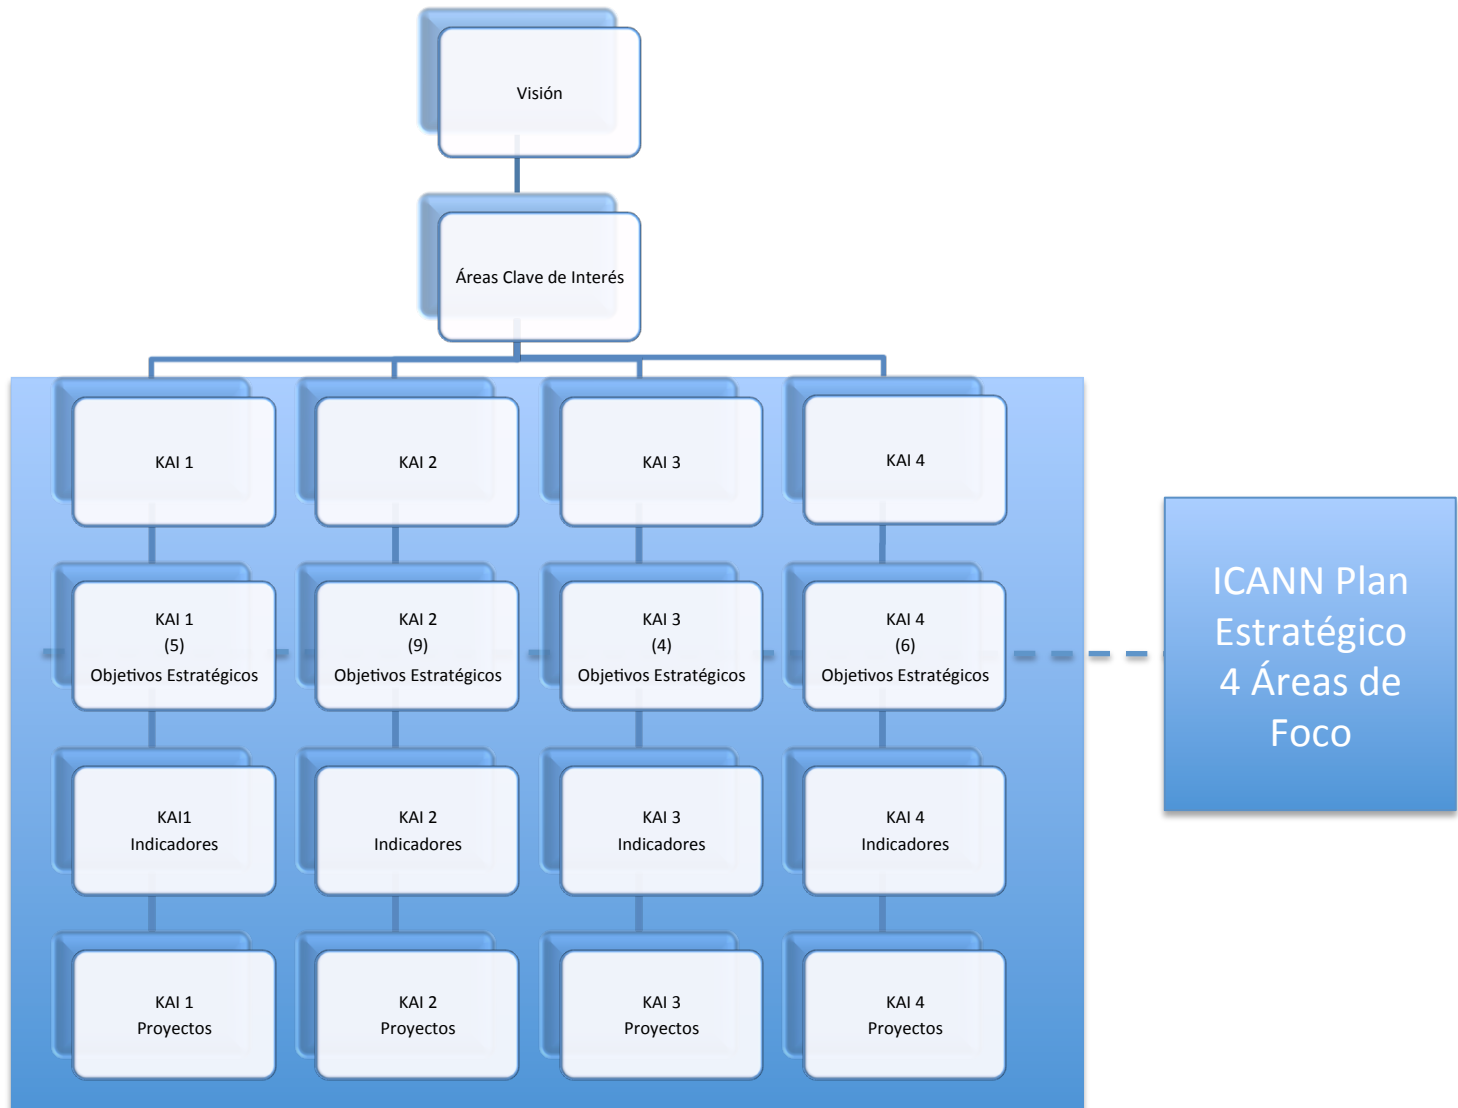 Visión
Áreas Clave de Interés
KAI 1
KAI 2
KAI 3
KAI 4
KAI 1
(5)
Objetivos Estratégicos
KAI 2
(9)
Objetivos Estratégicos
KAI 3
(4)
Objetivos Estratégicos
KAI 4
(6)
Objetivos Estratégicos
ICANN Plan
Estratégico
4 Áreas de
Foco
KAI1
Indicadores
KAI 2
Indicadores
KAI 3
Indicadores
KAI 4
Indicadores
KAI 1
Proyectos
KAI 2
Proyectos
KAI 3
Proyectos
KAI 4
Proyectos